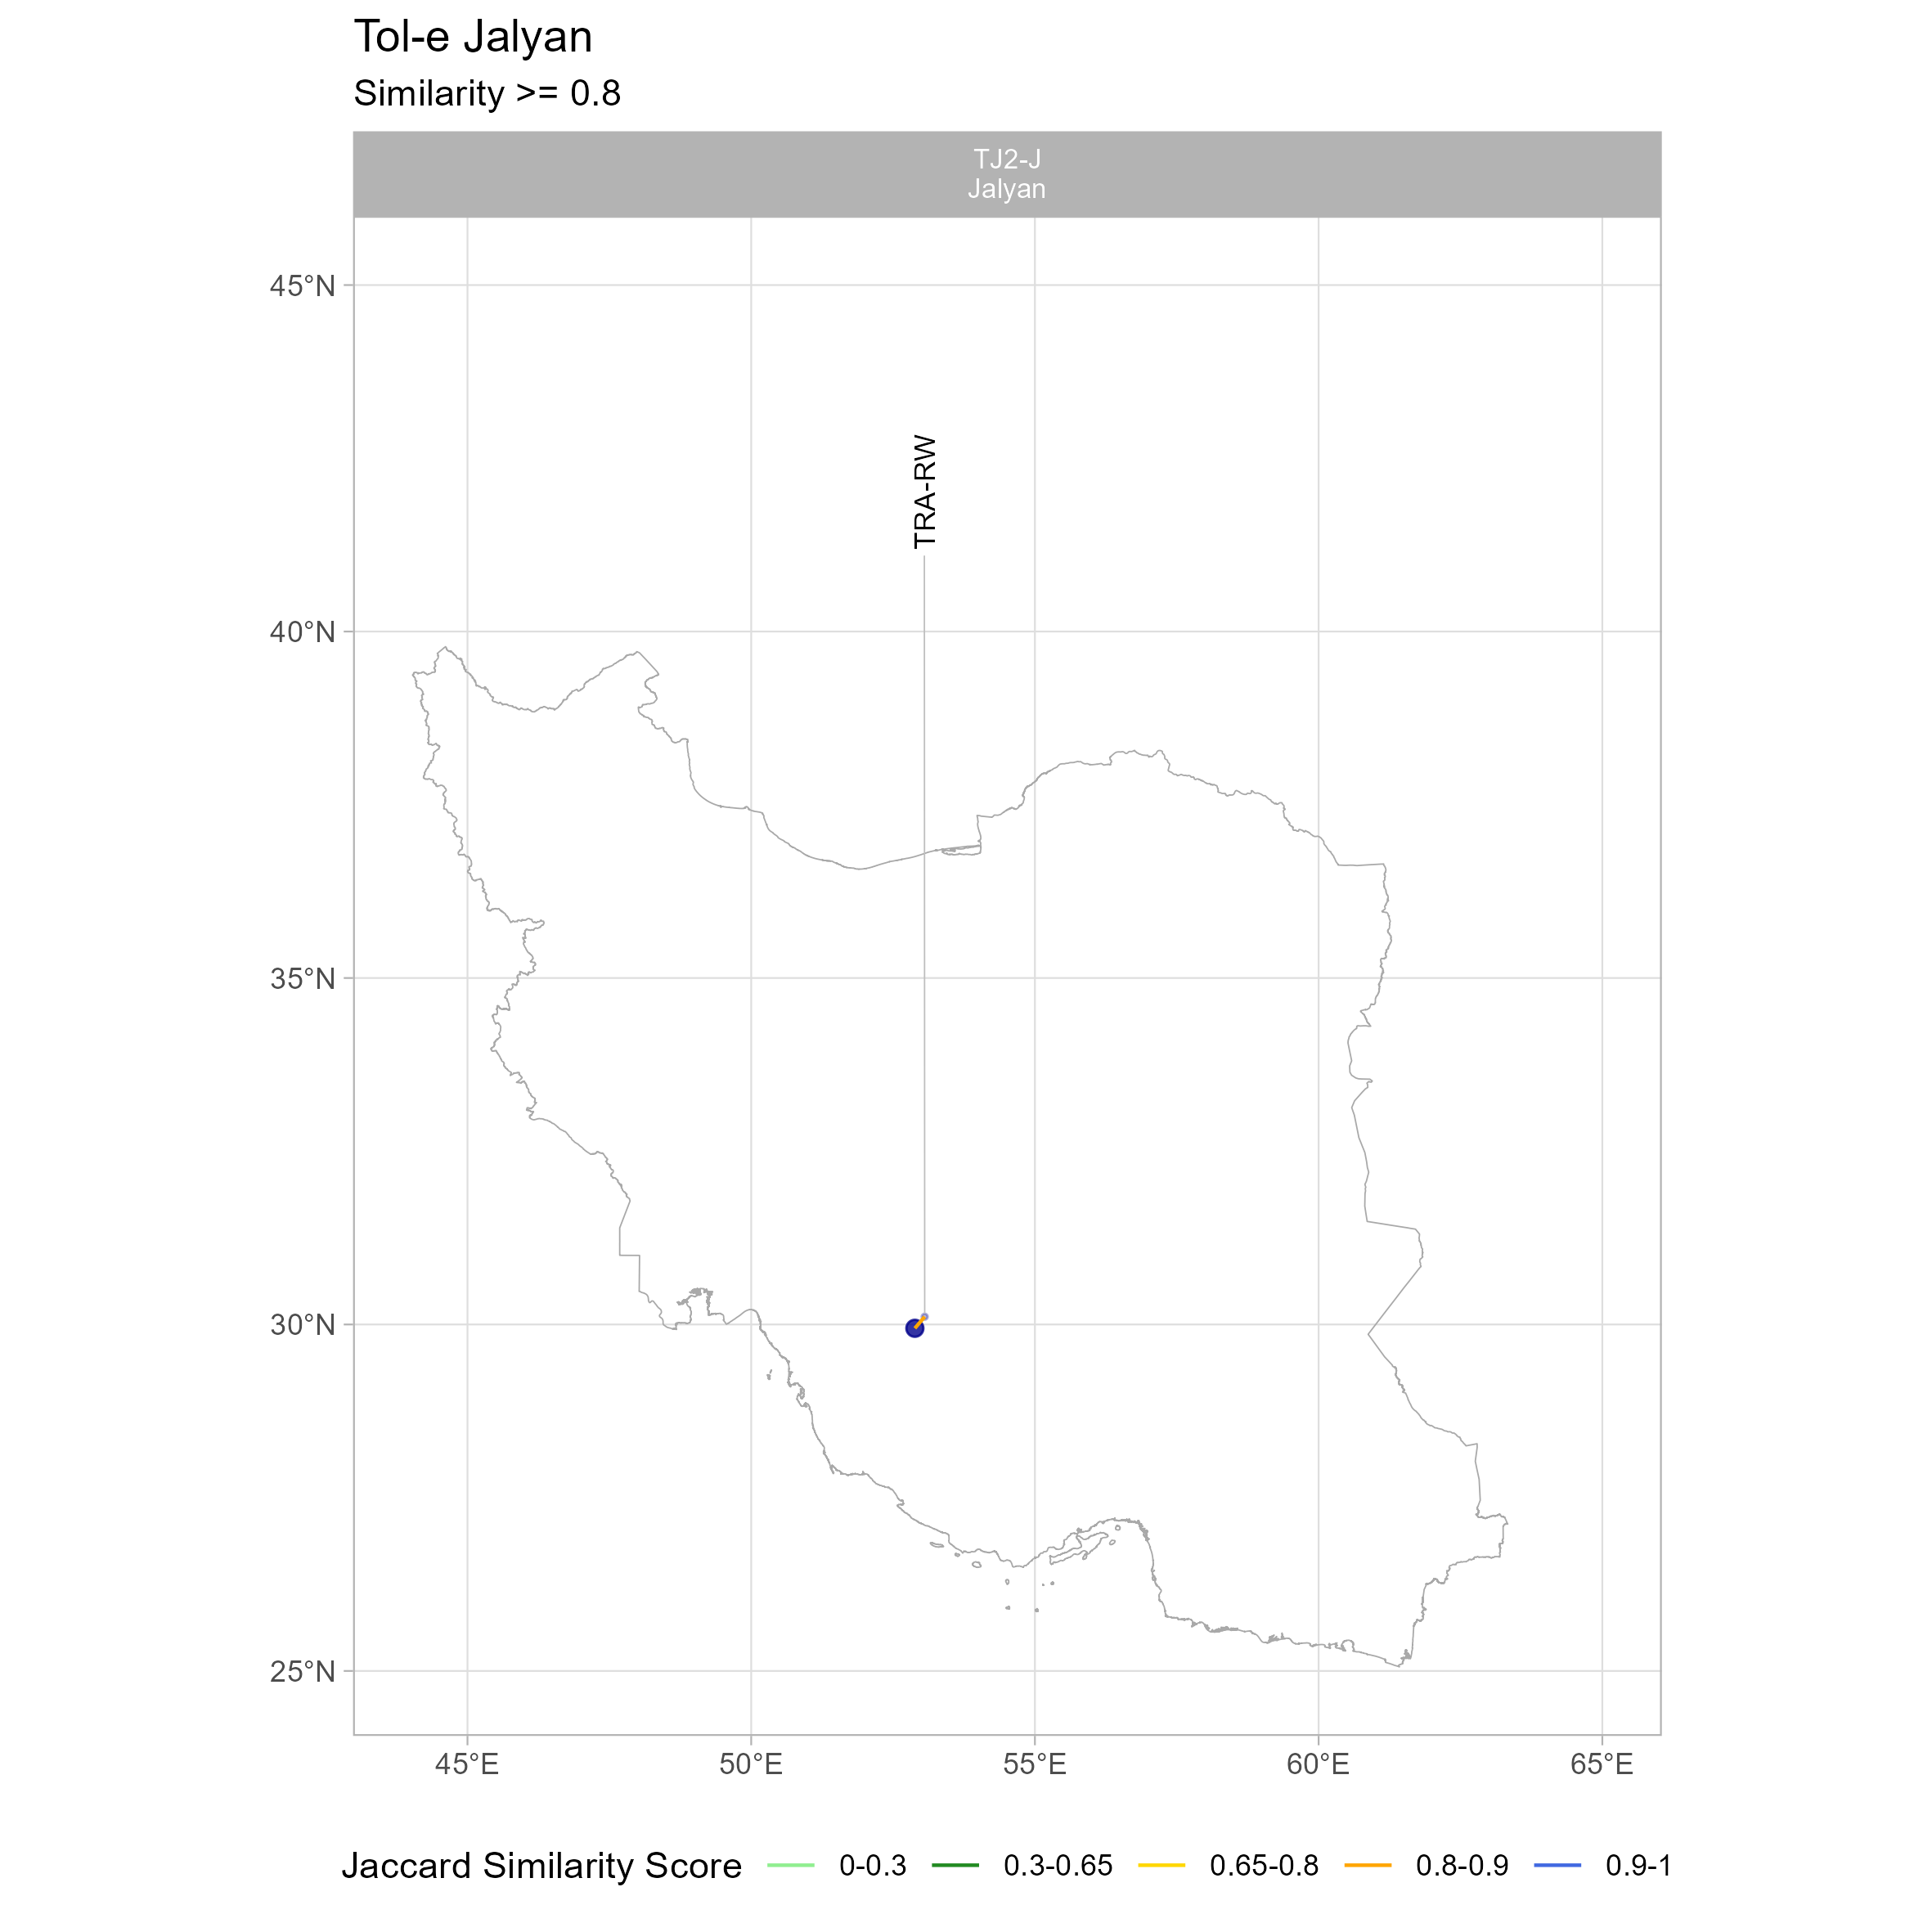 Tol-e Jalyan
Similarity >= 0.8
TJ2-J
Jalyan
45°N
TRA-RW
40°N
35°N
30°N
25°N
45°E 50°E 55°E 60°E 65°E
Jaccard Similarity Score 0-0.3 0.3-0.65 0.65-0.8 0.8-0.9 0.9-1